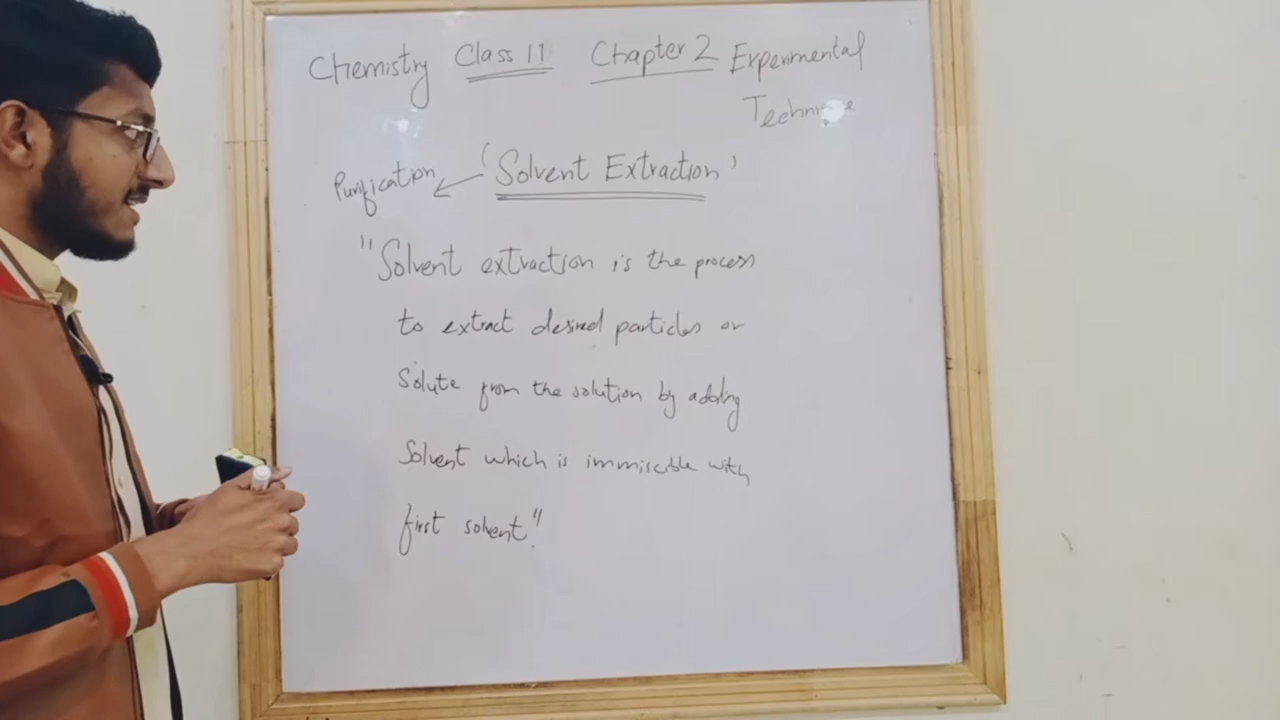 Chemistry Class 11 Chapter 2 Experimental
Technique
Purification ← 'Solvent Extraction'
"Solvent extraction is the process
to extract desired particles or
Solute from the solution by adding
Solvent which is immiscible with
first solvent."